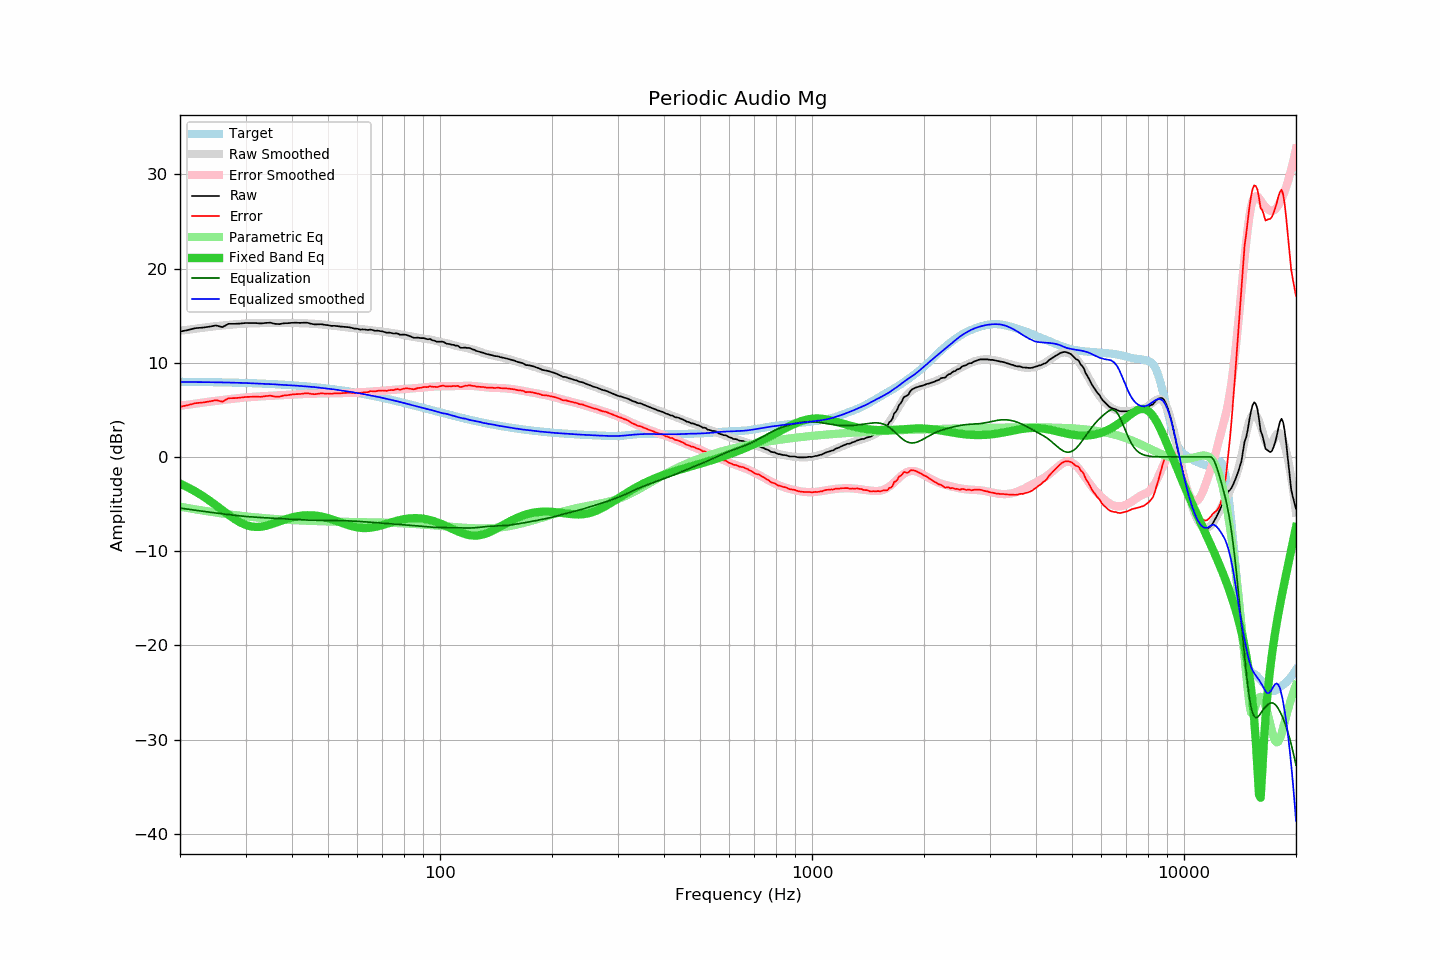 Periodic Audio Mg
Target
Raw Smoothed
Error Smoothed
Raw
Error
Parametric Eq
Fixed Band Eq
Equalization
Equalized smoothed
30
20
10
0
−10
−20
−30
−40
Amplitude (dBr)
100
1000
10000
Frequency (Hz)